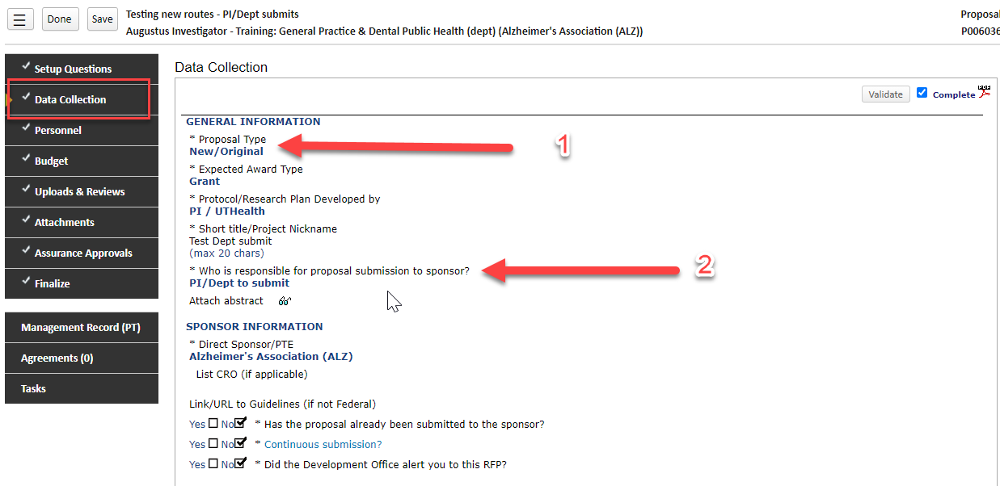 Done
Save
Testing new routes - PI/Dept submits
Augustus Investigator - Training: General Practice & Dental Public Health (dept) (Alzheimer's Association (ALZ))
Proposal
P006036
Setup Questions
Data Collection
Personnel
Budget
Uploads & Reviews
Attachments
Assurance Approvals
Finalize
Management Record (PT)
Agreements (0)
Tasks
Data Collection
Validate
Complete
GENERAL INFORMATION
* Proposal Type
New/Original
1
* Expected Award Type
Grant
* Protocol/Research Plan Developed by
PI / UTHealth
* Short title/Project Nickname
Test Dept submit
(max 20 chars)
* Who is responsible for proposal submission to sponsor?
2
PI/Dept to submit
Attach abstract
SPONSOR INFORMATION
* Direct Sponsor/PTE
Alzheimer's Association (ALZ)
List CRO (if applicable)
Link/URL to Guidelines (if not Federal)
Yes No * Has the proposal already been submitted to the sponsor?
Yes No * Continuous submission?
Yes No * Did the Development Office alert you to this RFP?